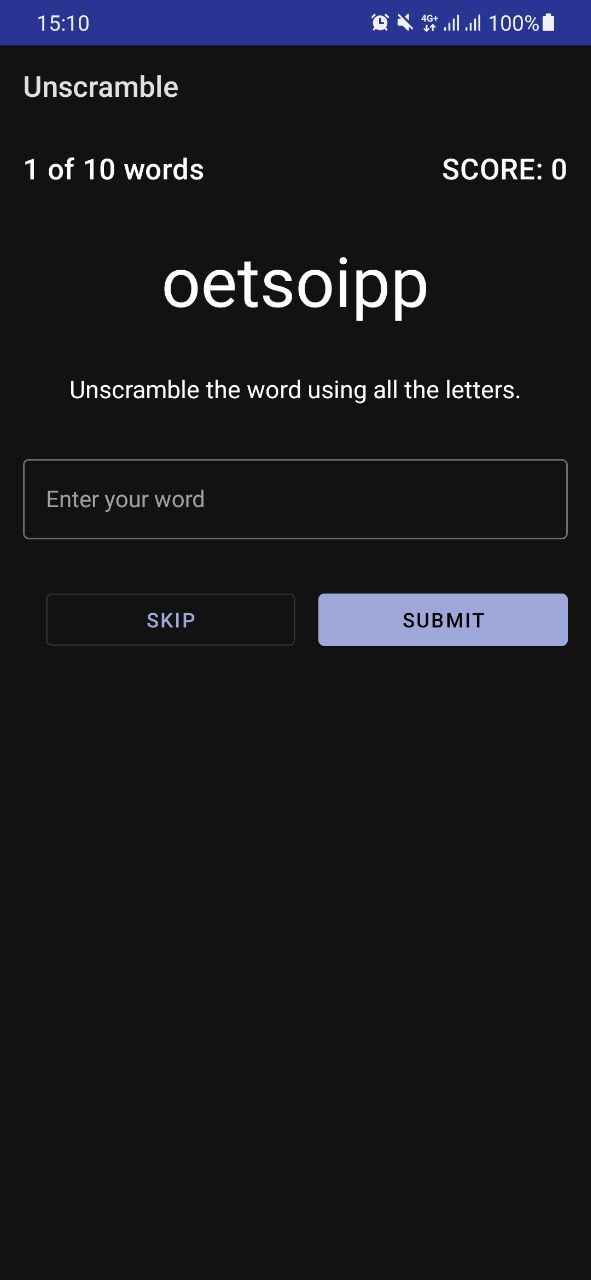 15:10 4G+ 100%
Unscramble
1 of 10 words SCORE: 0
oetsoipp
Unscramble the word using all the letters.
Enter your word
SKIP SUBMIT